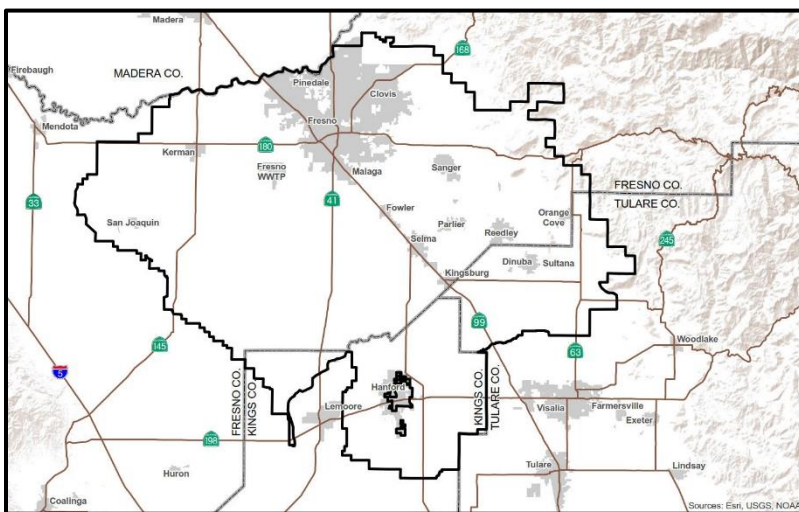 Madera
168
Firebaugh
MADERA CO.
Pinedale
Clovis
Mendota
Fresno
180
Kerman
Fresno
WWTP
Malaga
Sanger
FRESNO CO.
TULARE CO.
33
41
San Joaquin
Fowler
Parlier
Orange
Cove
Selma
Reedley
245
Dinuba
Sultana
Kingsburg
99
145
63
Woodlake
5
FRESNO CO.
KINGS CO.
KINGS CO.
TULARE CO.
Hanford
Lemoore
Visalia
Farmersville
Exeter
198
Huron
Tulare
Lindsay
Coalinga
Sources: Esri, USGS, NOAA